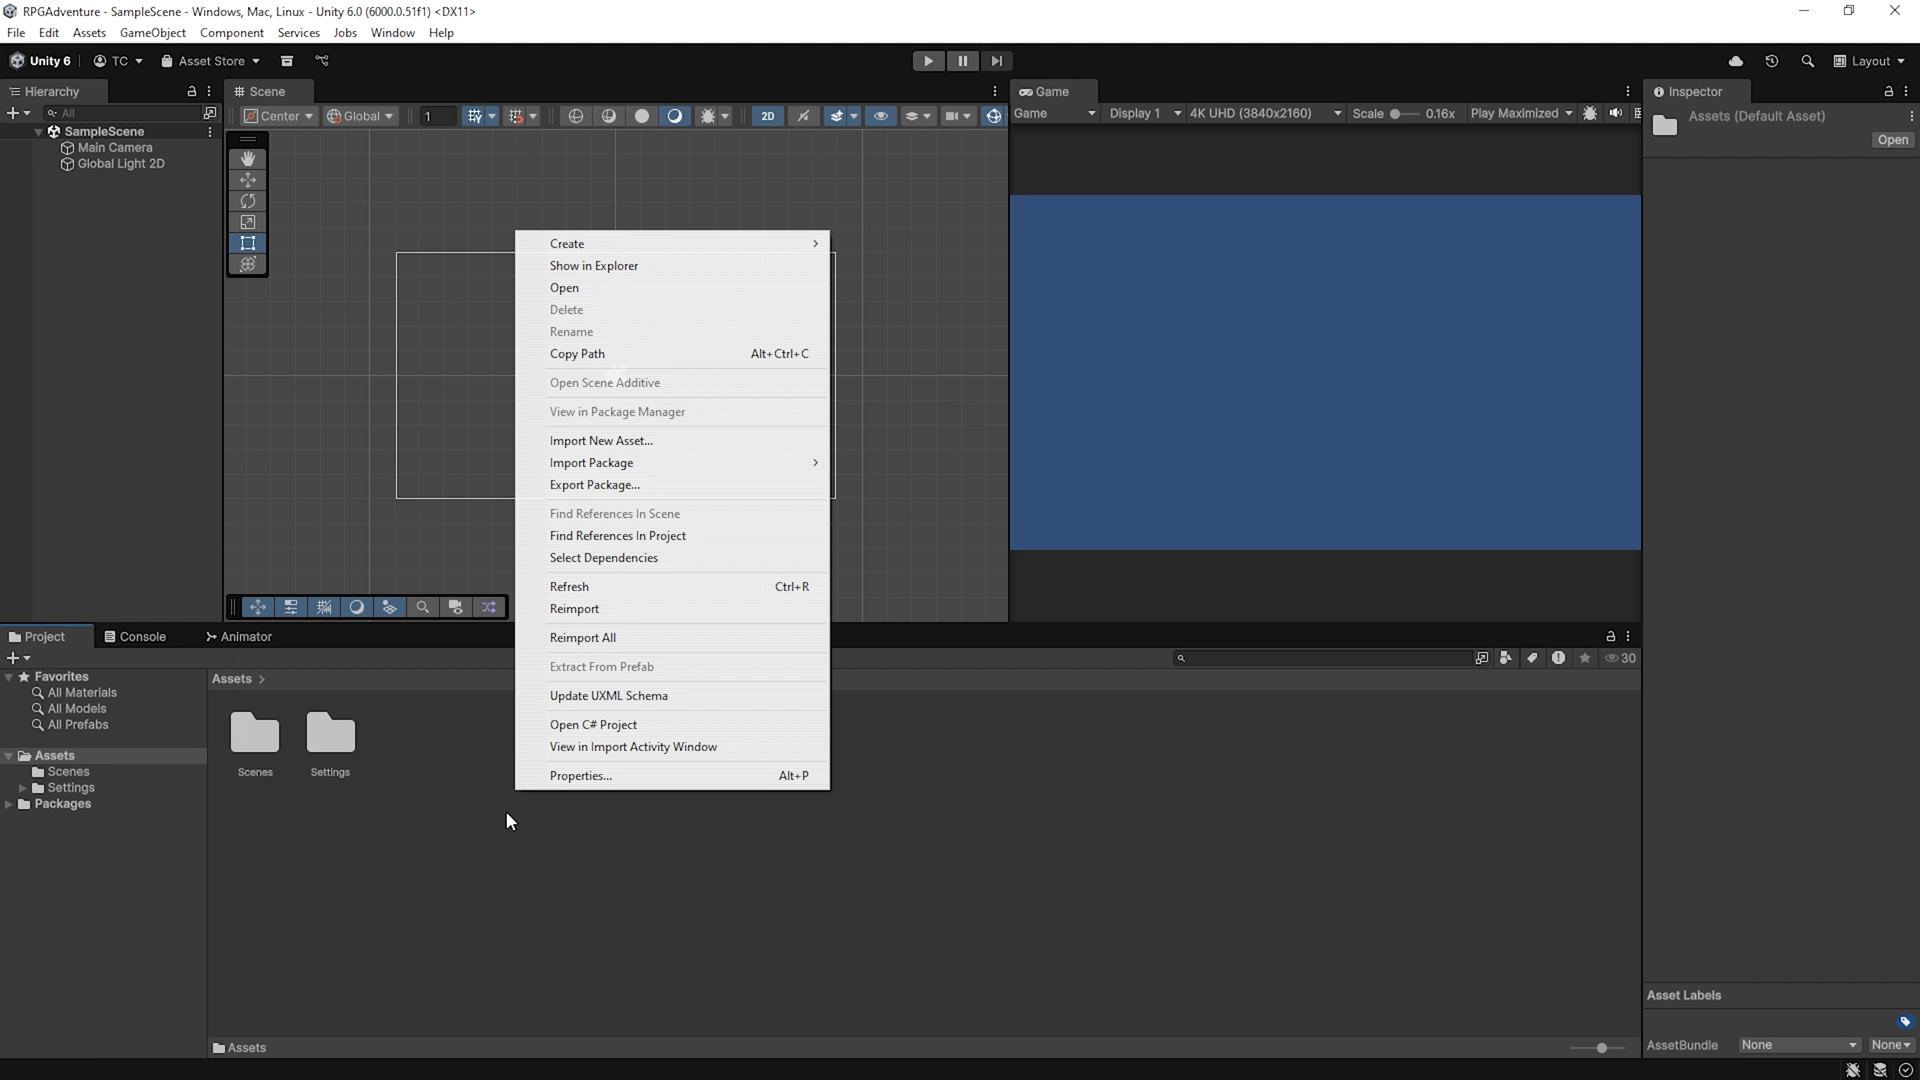 RPGAdventure - SampleScene - Windows, Mac, Linux - Unity 6.0 (6000.0.51f1) <DX11>
File Edit Assets GameObject Component Services Jobs Window Help
Unity 6 TC Asset Store Layout
Hierarchy
All
SampleScene
Main Camera
Global Light 2D
Scene
Center Global 1 2D
Game
Game Display 1 4K UHD (3840x2160) Scale 0.16x Play Maximized
Inspector
Assets (Default Asset)
Open
Create
Show in Explorer
Open
Delete
Rename
Copy Path Alt+Ctrl+C
Open Scene Additive
View in Package Manager
Import New Asset...
Import Package
Export Package...
Find References In Scene
Find References In Project
Select Dependencies
Refresh Ctrl+R
Reimport
Reimport All
Extract From Prefab
Update UXML Schema
Open C# Project
View in Import Activity Window
Properties... Alt+P
Project Console Animator
30
Favorites
All Materials
All Models
All Prefabs
Assets
Scenes
Settings
Packages
Assets >
Scenes Settings
Assets
Asset Labels
AssetBundle None None